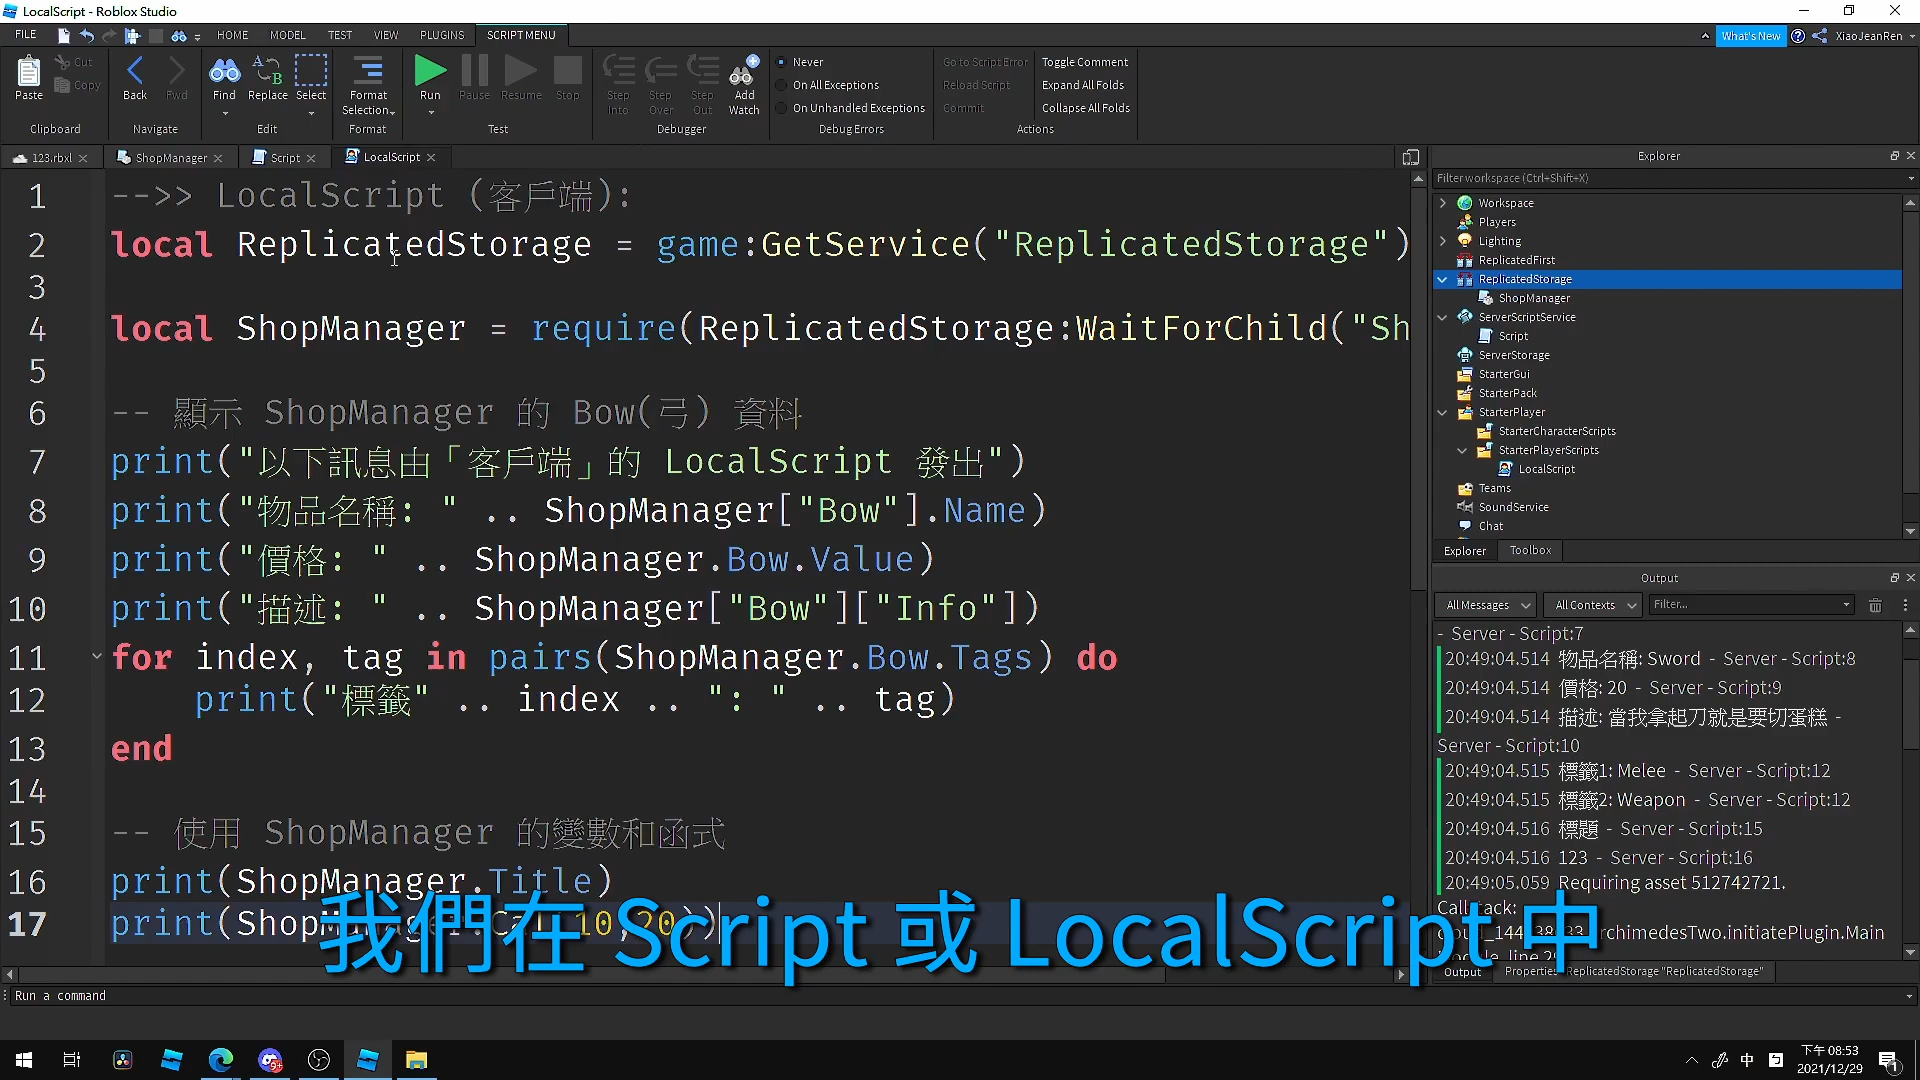 LocalScript - Roblox Studio
FILE HOME MODEL TEST VIEW PLUGINS SCRIPT MENU What's New XiaoJeanRen
Paste Cut Copy Back Fwd Find Replace Select Format Selection Run Pause Resume Stop Step Into Step Over Step Out Add Watch
Never
On All Exceptions
On Unhandled Exceptions
Go to Script Error
Reload Script
Commit
Toggle Comment
Expand All Folds
Collapse All Folds
Clipboard Navigate Edit Format Test Debugger Debug Errors Actions
123.rbxl ShopManager Script LocalScript
1 -->> LocalScript (客戶端):
2 local ReplicatedStorage = game:GetService("ReplicatedStorage")
3
4 local ShopManager = require(ReplicatedStorage:WaitForChild("Sh
5
6 -- 顯示 ShopManager 的 Bow(弓) 資料
7 print("以下訊息由「客戶端」的 LocalScript 發出")
8 print("物品名稱: " .. ShopManager["Bow"].Name)
9 print("價格: " .. ShopManager.Bow.Value)
10 print("描述: " .. ShopManager["Bow"]["Info"])
11 for index, tag in pairs(ShopManager.Bow.Tags) do
12 print("標籤" .. index .. ": " .. tag)
13 end
14
15 -- 使用 ShopManager 的變數和函式
16 print(ShopManager.Title)
17 print(ShopManager.Ca 10,20))
我們在 Script 或 LocalScript 中
Run a command
Explorer
Filter workspace (Ctrl+Shift+X)
Workspace
Players
Lighting
ReplicatedFirst
ReplicatedStorage
ShopManager
ServerScriptService
Script
ServerStorage
StarterGui
StarterPack
StarterPlayer
StarterCharacterScripts
StarterPlayerScripts
LocalScript
Teams
SoundService
Chat
Explorer Toolbox
Output
All Messages All Contexts Filter...
- Server - Script:7
20:49:04.514 物品名稱: Sword - Server - Script:8
20:49:04.514 價格: 20 - Server - Script:9
20:49:04.514 描述: 當我拿起刀就是要切蛋糕 -
Server - Script:10
20:49:04.515 標籤1: Melee - Server - Script:12
20:49:04.515 標籤2: Weapon - Server - Script:12
20:49:04.516 標題 - Server - Script:15
20:49:04.516 123 - Server - Script:16
20:49:05.059 Requiring asset 512742721.
Callstack:
rchimedesTwo.initiatePlugin.Main
Output Properties ReplicatedStorage "ReplicatedStorage"
中
下午 08:53
2021/12/29